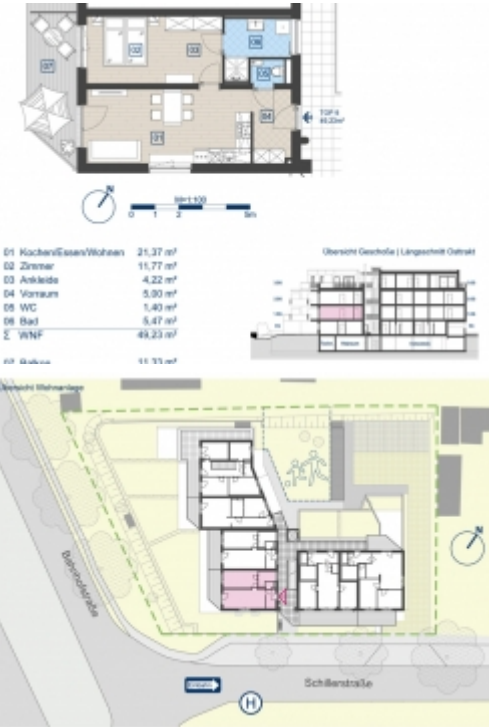 02
03
06
05
07
01
04
TOP 6
49,23m²
N
M=1:100
0 1 2 5m
01 Kochen/Essen/Wohnen 21,37 m²
02 Zimmer 11,77 m²
03 Ankleide 4,22 m²
04 Vorraum 5,00 m²
05 WC 1,40 m²
06 Bad 5,47 m²
Σ WNF 49,23 m²
07 Balkon 11,33 m²
Übersicht Geschoße | Längsschnitt Osttrakt
Übersicht Wohnanlage
N
Bahnhofstraße
Schillerstraße
H